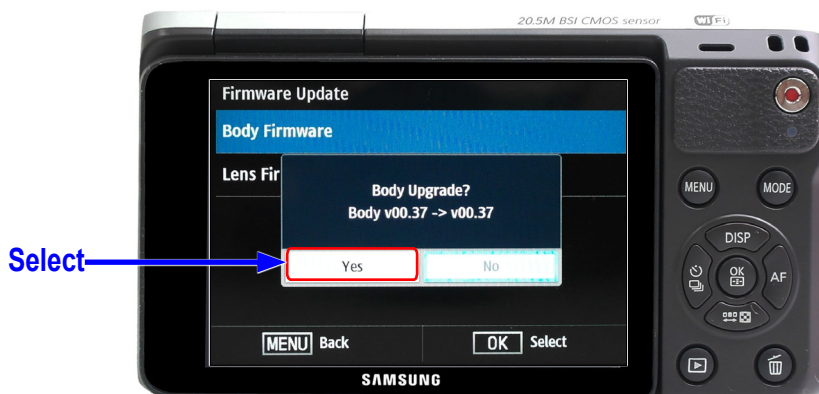 20.5M BSI CMOS sensor
WiFi
Firmware Update
Body Firmware
Lens Fir
Body Upgrade?
Body v00.37 -> v00.37
Select
Yes
No
MENU Back
OK Select
SAMSUNG
MENU
MODE
DISP
OK
AF